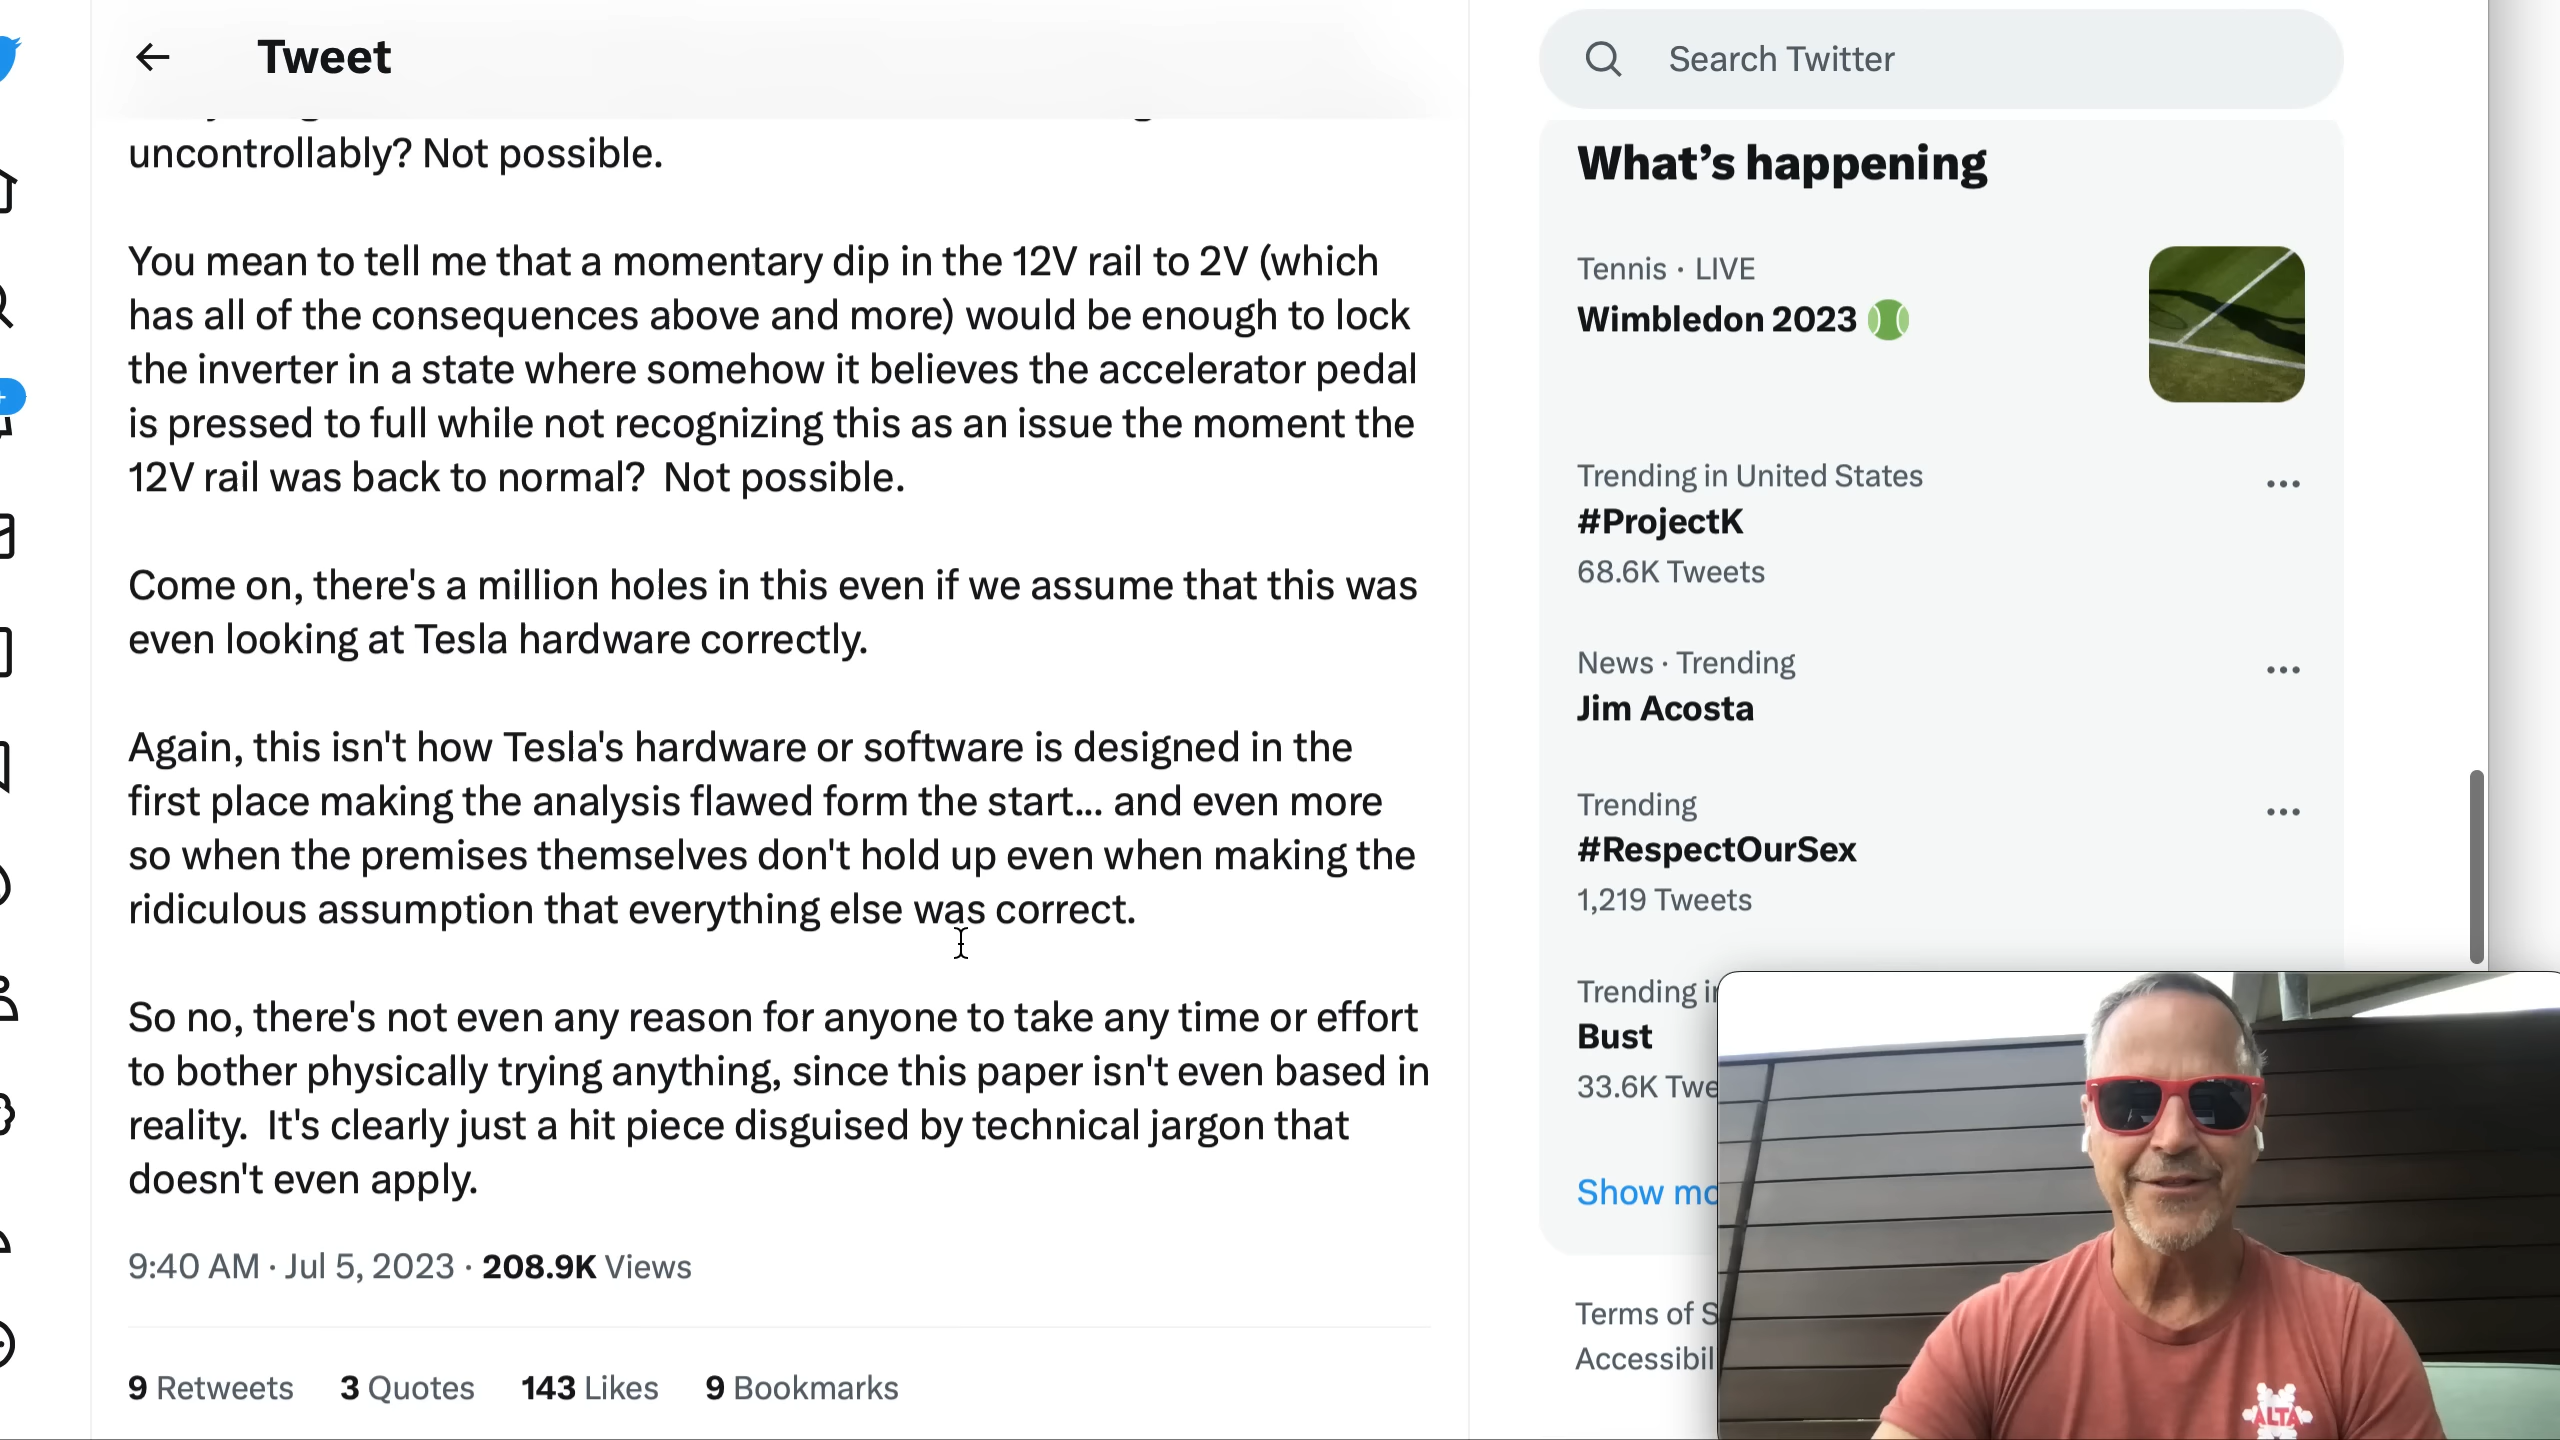 Tweet
uncontrollably? Not possible.
You mean to tell me that a momentary dip in the 12V rail to 2V (which
has all of the consequences above and more) would be enough to lock
the inverter in a state where somehow it believes the accelerator pedal
is pressed to full while not recognizing this as an issue the moment the
12V rail was back to normal?  Not possible.
Come on, there's a million holes in this even if we assume that this was
even looking at Tesla hardware correctly.
Again, this isn't how Tesla's hardware or software is designed in the
first place making the analysis flawed form the start... and even more
so when the premises themselves don't hold up even when making the
ridiculous assumption that everything else was correct.
So no, there's not even any reason for anyone to take any time or effort
to bother physically trying anything, since this paper isn't even based in
reality.  It's clearly just a hit piece disguised by technical jargon that
doesn't even apply.
9:40 AM · Jul 5, 2023 · 208.9K Views
9 Retweets 3 Quotes 143 Likes 9 Bookmarks
Search Twitter
What's happening
Tennis · LIVE
Wimbledon 2023
Trending in United States
#ProjectK
68.6K Tweets
News · Trending
Jim Acosta
Trending
#RespectOurSex
1,219 Tweets
Trending i
Bust
33.6K Twe
Show mo
Terms of S
Accessibil
ALTA